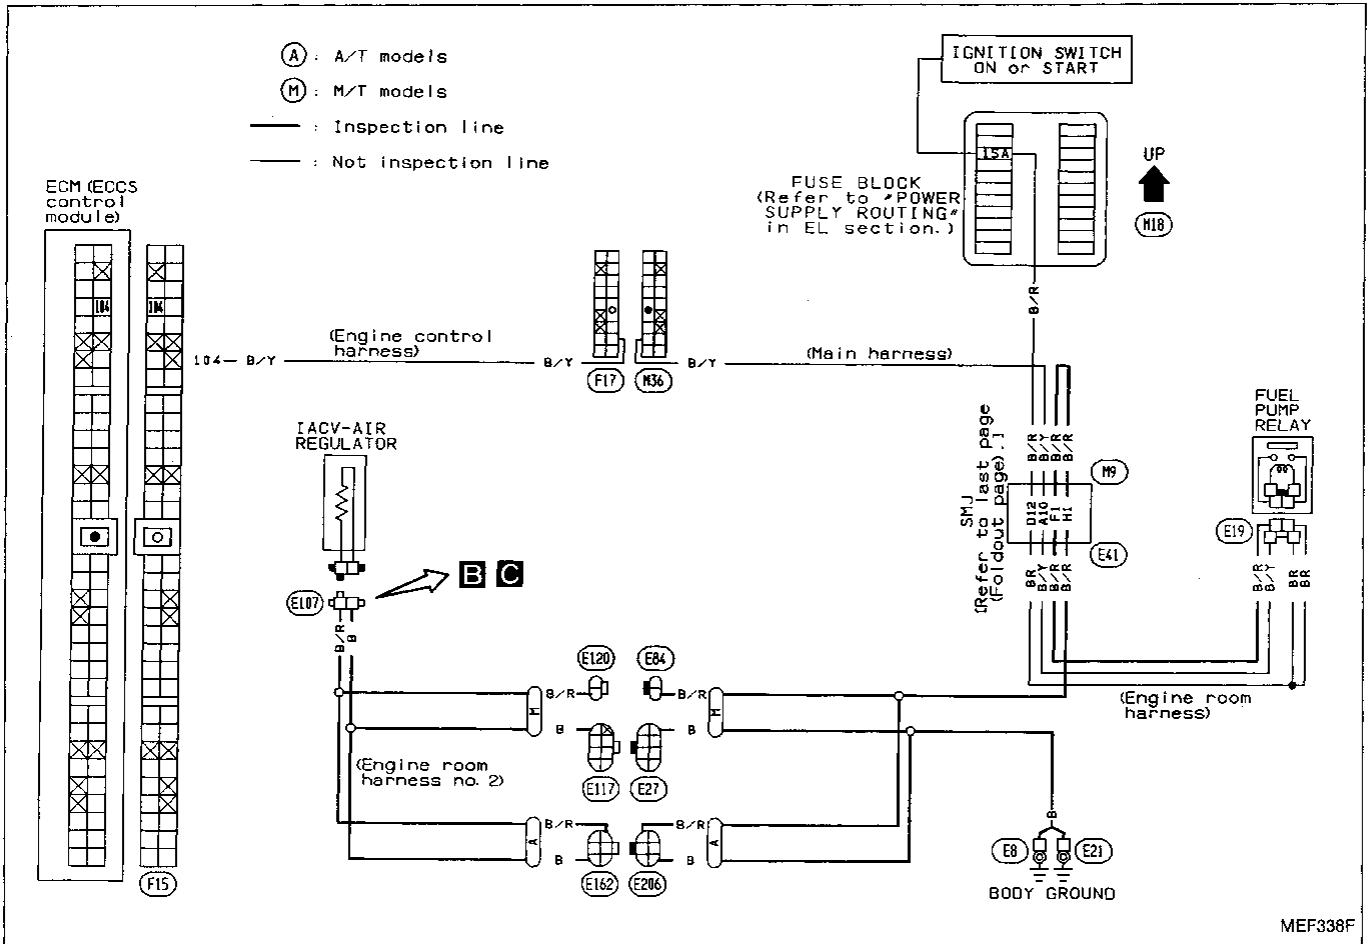 A : A/T models
M : M/T models
: Inspection line
: Not inspection line
IGNITION SWITCH
ON or START
15A
UP
M18
FUSE BLOCK
(Refer to "POWER
SUPPLY ROUTING"
in EL section.)
ECM (ECCS
control
module)
104
104
104
B/Y
(Engine control
harness)
B/Y
F17
M36
B/Y
(Main harness)
B/R
FUEL
PUMP
RELAY
IACV-AIR
REGULATOR
SMJ
[Refer to last page
(Foldout page).]
B/R
B/Y
B/R
B/R
M9
D12
A10
F1
H1
E41
BR
B/Y
B/R
B/R
E19
B/R
B/Y
BR
BR
B C
E107
B/R
B
E120
E84
M
B/R
B/R
M
B
B
E117
E27
(Engine room
harness no. 2)
(Engine room
harness)
A
B/R
B/R
A
B
B
E162
E206
B
E8
E21
BODY GROUND
F15
MEF338F